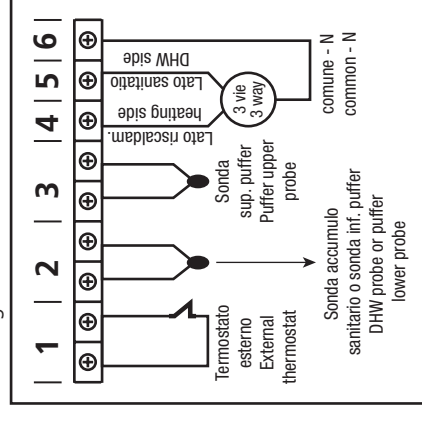 1 2 3 4 5 6
Lato riscaldam.
heating side
Lato sanitatio
DHW side
3 vie
3 way
Termostato
esterno
External
thermostat
Sonda
sup. puffer
Puffer upper
probe
comune - N
common - N
Sonda accumulo
sanitario o sonda inf. puffer
DHW probe or puffer
lower probe